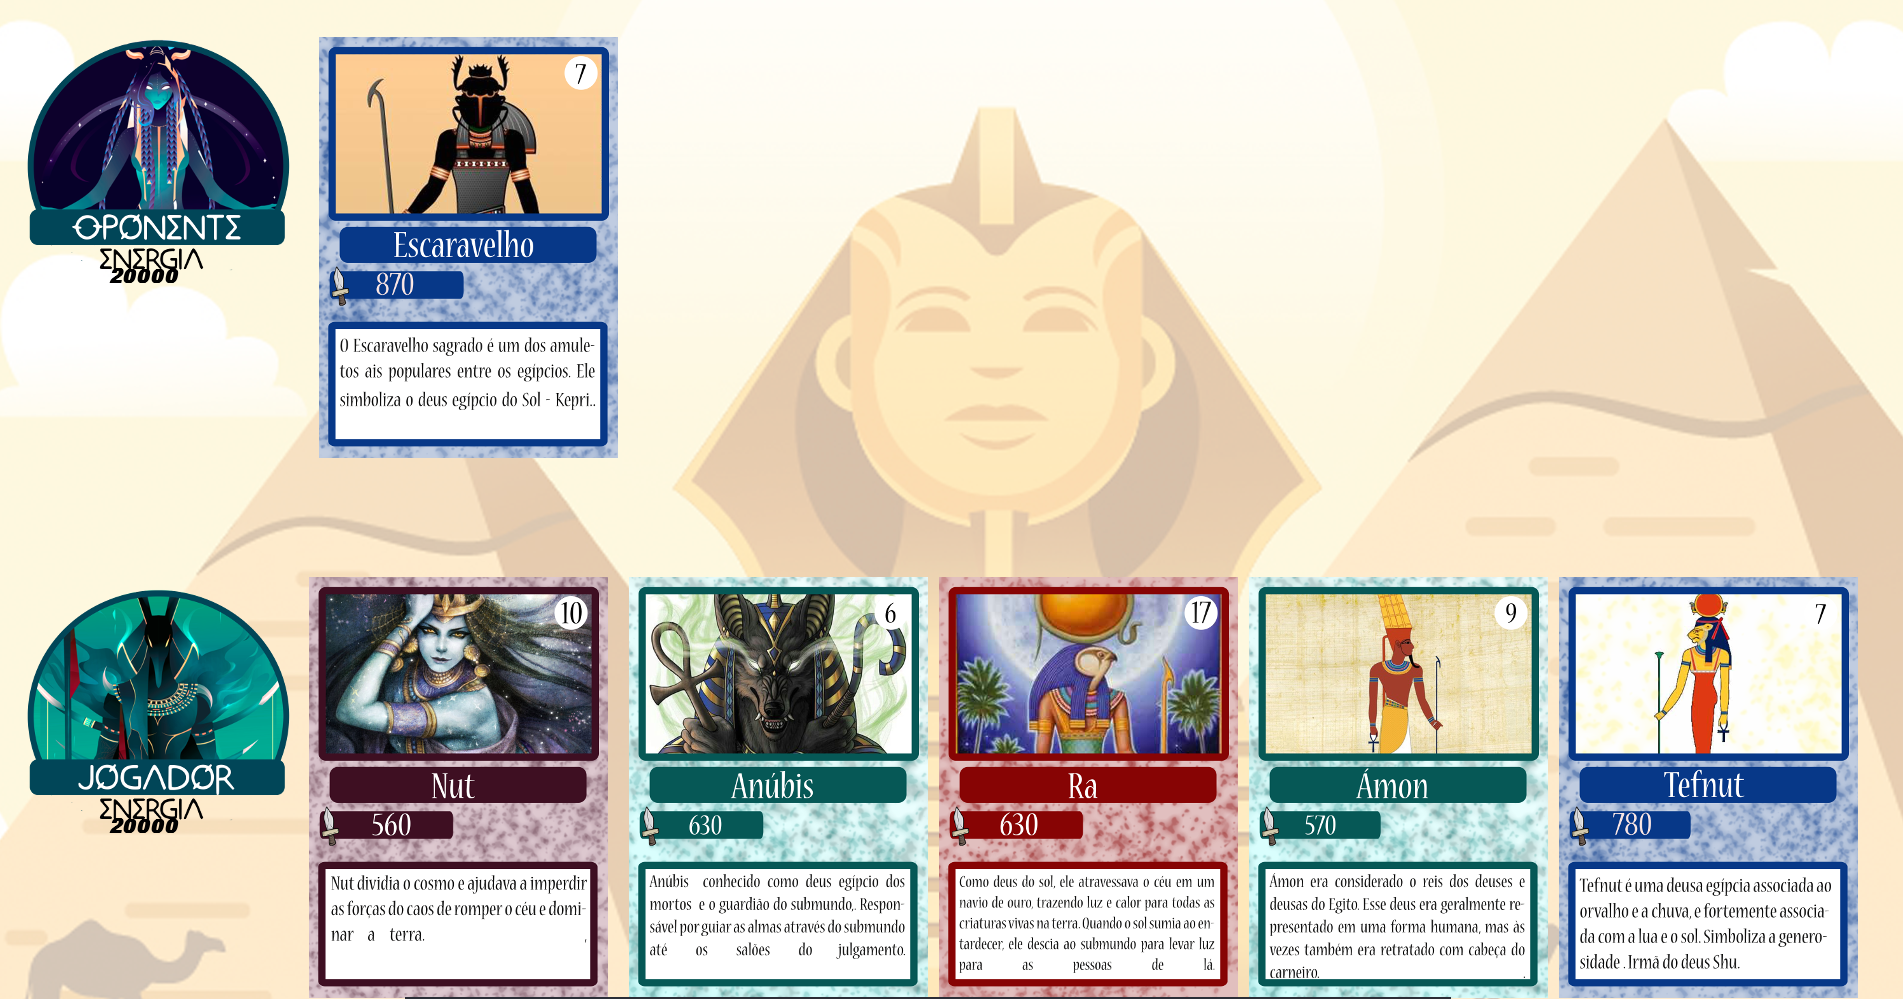 OPONENTE
ENERGIA
20000
7
Escaravelho
870
O Escaravelho sagrado é um dos amule-
tos ais populares entre os egípcios. Ele
simboliza o deus egípcio do Sol - Kepri..
JOGADOR
ENERGIA
20000
10
Nut
560
Nut dividia o cosmo e ajudava a imperdir
as forças do caos de romper o céu e domi-
nar a terra.
6
Anúbis
630
Anúbis conhecido como deus egípcio dos
mortos e o guardião do submundo,. Respon-
sável por guiar as almas através do submundo
até os salões do julgamento.
17
Ra
630
Como deus do sol, ele atravessava o céu em um
navio de ouro, trazendo luz e calor para todas as
criaturas vivas na terra. Quando o sol sumia ao en-
tardecer, ele descia ao submundo para levar luz
para as pessoas de lá.
9
Ámon
570
Ámon era considerado o reis dos deuses e
deusas do Egito. Esse deus era geralmente re-
presentado em uma forma humana, mas às
vezes também era retratado com cabeça do
carneiro.
7
Tefnut
780
Tefnut é uma deusa egípcia associada ao
orvalho e a chuva, e fortemente associa-
da com a lua e o sol. Simboliza a genero-
sidade . Irmã do deus Shu.